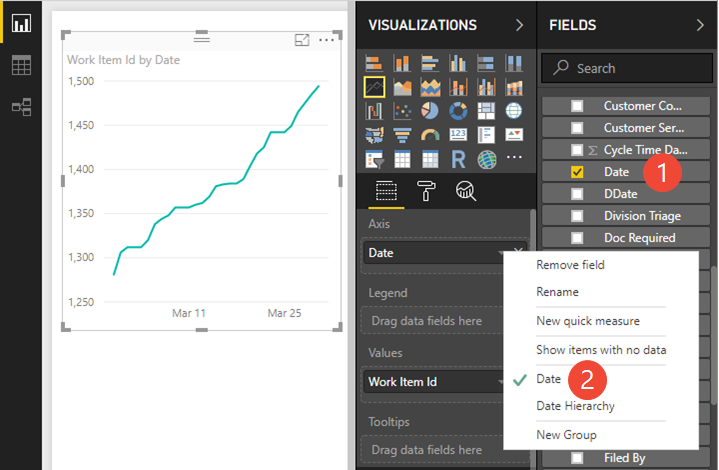 Work Item Id by Date
1,500
1,450
1,400
1,350
1,300
1,250
Mar 11
Mar 25
VISUALIZATIONS
123
R
Axis
Date
Legend
Drag data fields here
Values
Work Item Id
Tooltips
Drag data fields here
FIELDS
Search
Customer Co...
Customer Ser...
Σ Cycle Time Da...
Date
1
DDate
Division Triage
Doc Required
Filed By
Remove field
Rename
New quick measure
Show items with no data
Date
2
Date Hierarchy
New Group